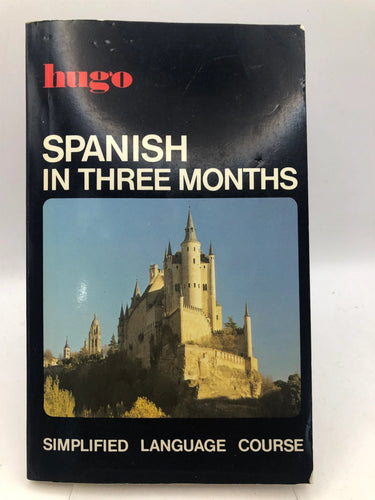 hugo
SPANISH
IN THREE MONTHS
SIMPLIFIED LANGUAGE COURSE